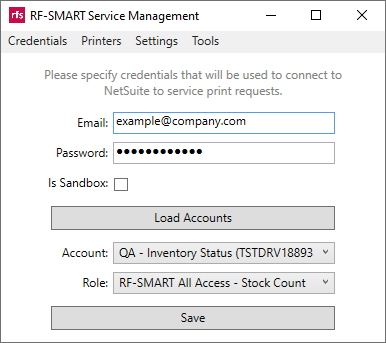 rfs RF-SMART Service Management
Credentials Printers Settings Tools
Please specify credentials that will be used to connect to
NetSuite to service print requests.
Email: example@company.com
Password: ●●●●●●●●●●●●
Is Sandbox:
Load Accounts
Account: QA - Inventory Status (TSTDRV18893
Role: RF-SMART All Access - Stock Count
Save